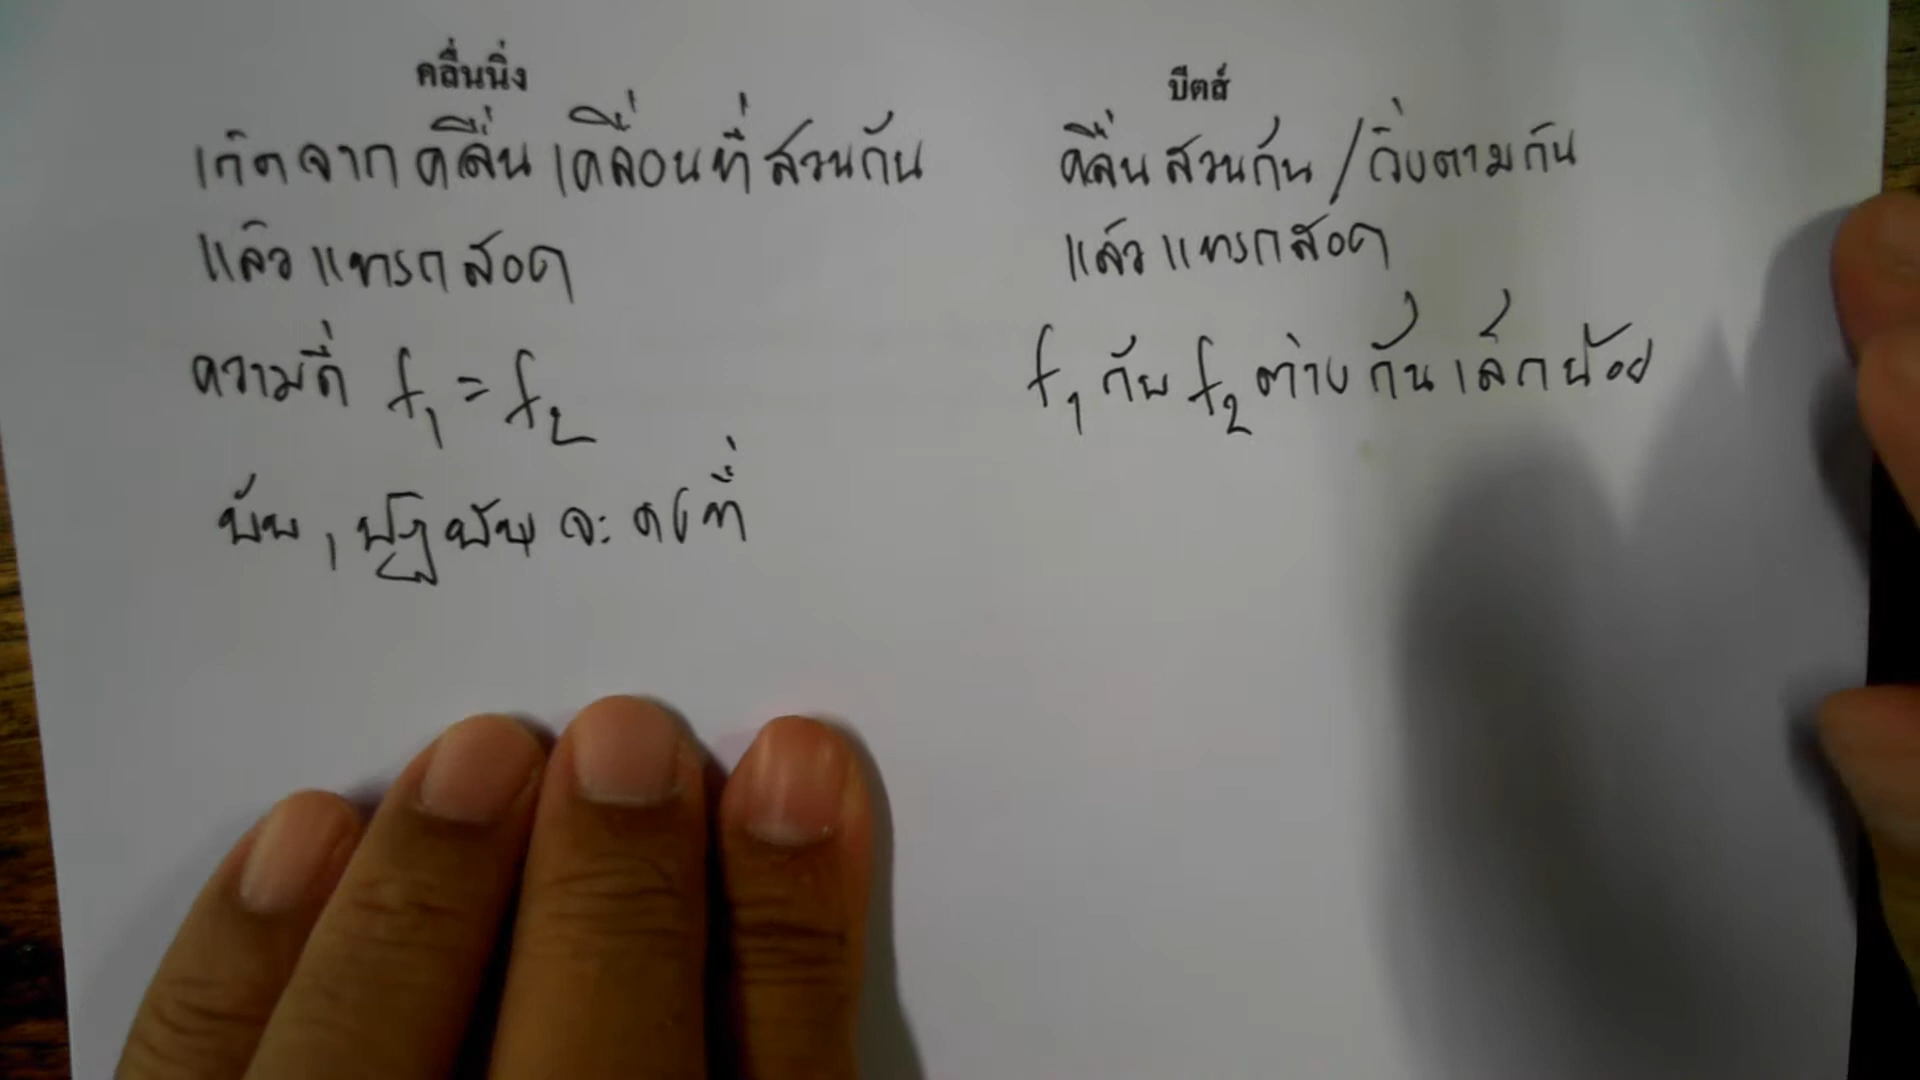 คลื่นนิ่ง
เกิดจาก คลื่น เคลื่อนที่ สวนกัน
แล้ว แทรกสอด
ความถี่ f₁ = f₂
บัพ, ปฏิบัพ จะ คงที่
บีตส์
คลื่น สวนกัน / วิ่งตามกัน
แล้ว แทรกสอด
f₁ กับ f₂ ต่างกัน เล็กน้อย